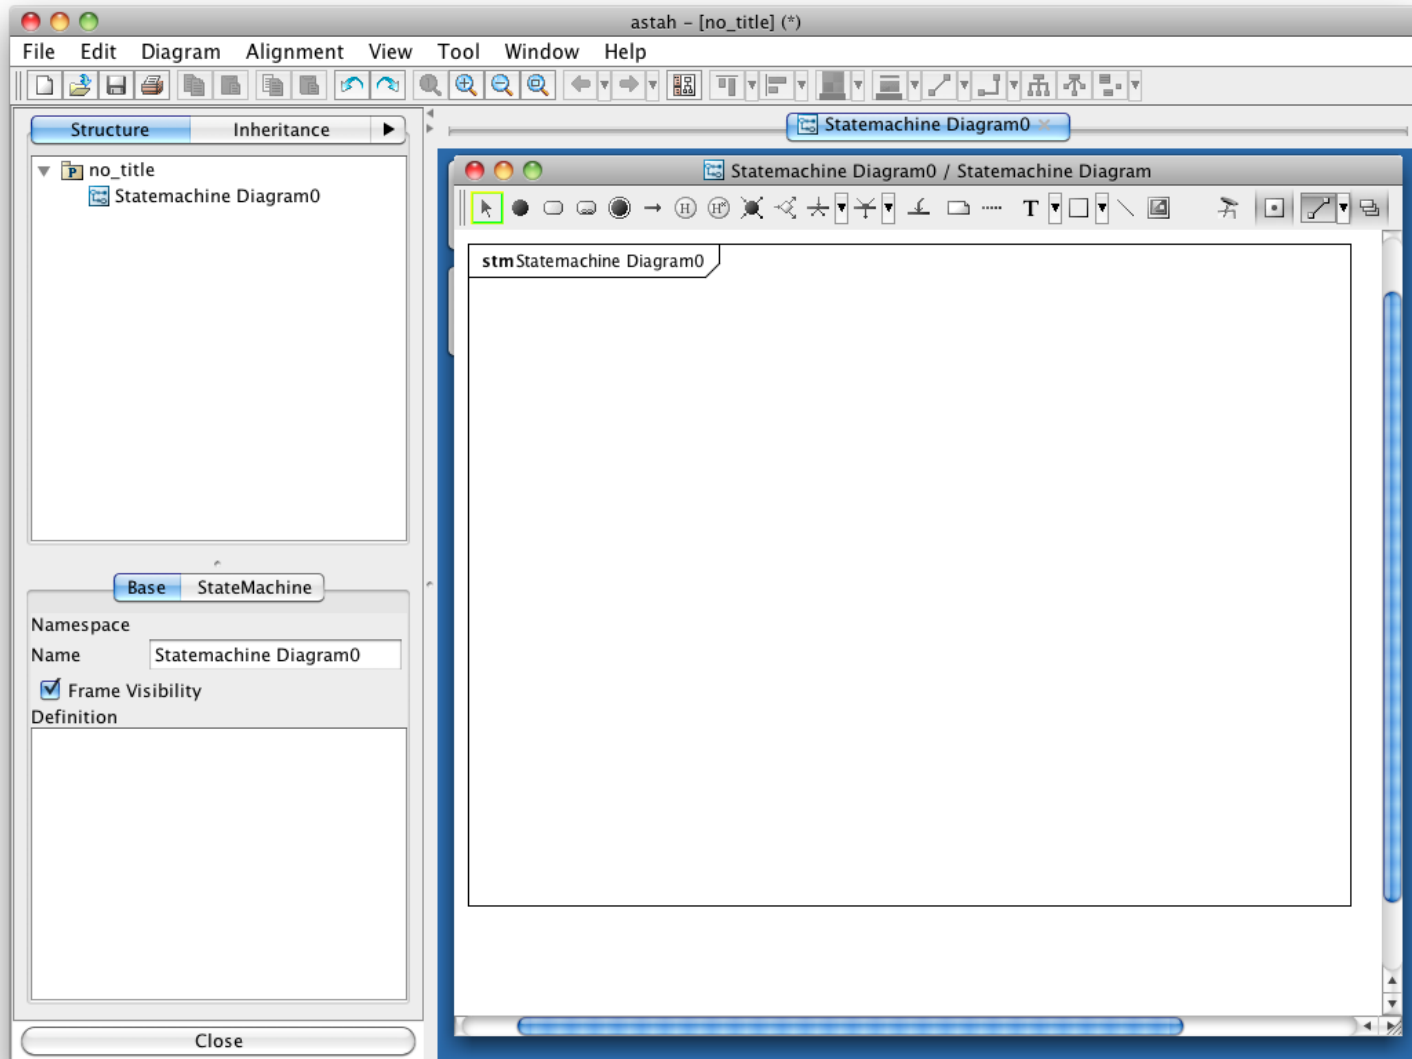 astah – [no_title] (*)
File Edit Diagram Alignment View Tool Window Help
Structure Inheritance
Statemachine Diagram0
no_title
Statemachine Diagram0
Statemachine Diagram0 / Statemachine Diagram
H H* T
stm Statemachine Diagram0
Base StateMachine
Namespace
Name Statemachine Diagram0
Frame Visibility
Definition
Close